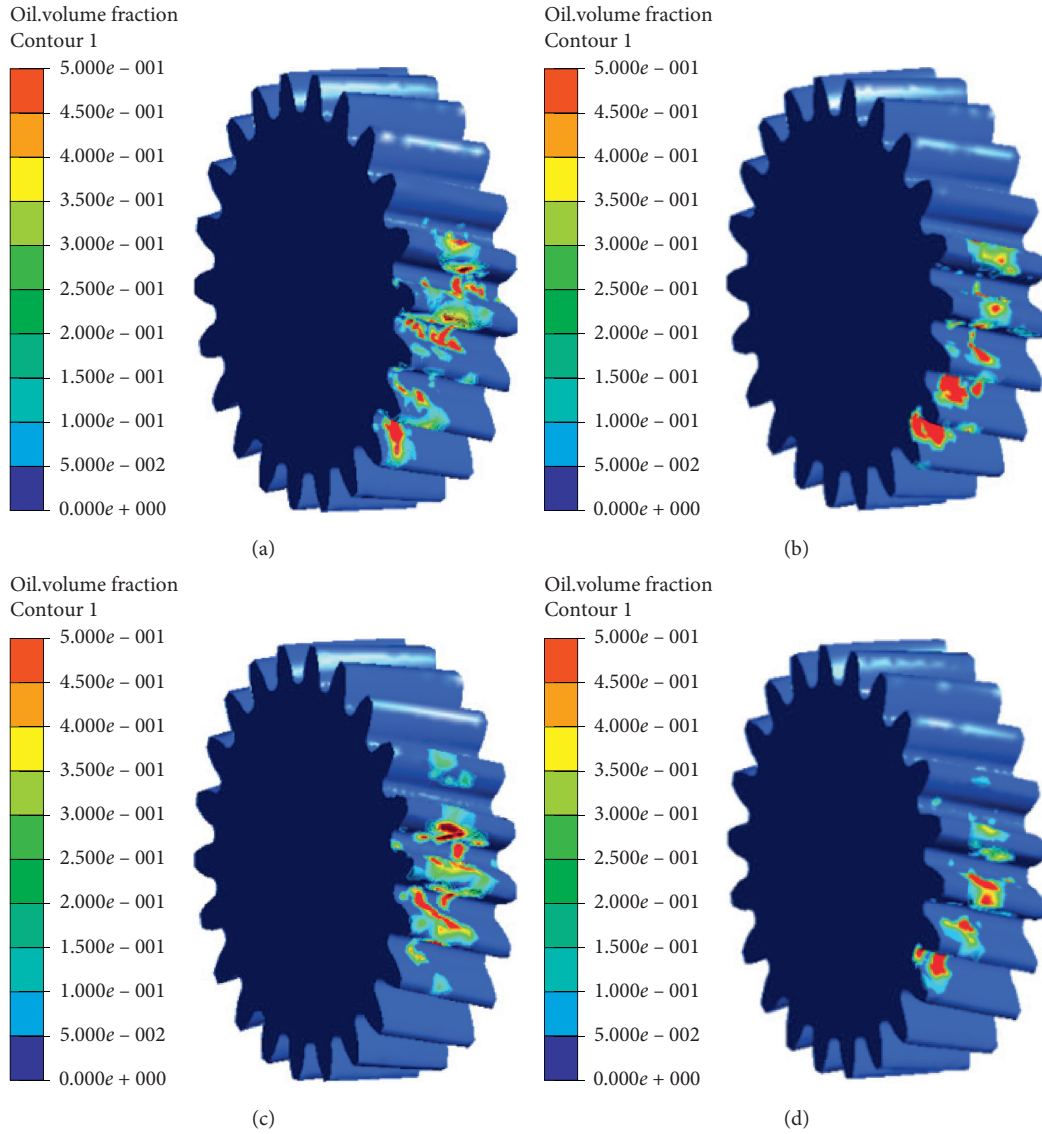 Oil.volume fraction
Contour 1
5.000e – 001
4.500e – 001
4.000e – 001
3.500e – 001
3.000e – 001
2.500e – 001
2.000e – 001
1.500e – 001
1.000e – 001
5.000e – 002
0.000e + 000
(a)
Oil.volume fraction
Contour 1
5.000e – 001
4.500e – 001
4.000e – 001
3.500e – 001
3.000e – 001
2.500e – 001
2.000e – 001
1.500e – 001
1.000e – 001
5.000e – 002
0.000e + 000
(b)
Oil.volume fraction
Contour 1
5.000e – 001
4.500e – 001
4.000e – 001
3.500e – 001
3.000e – 001
2.500e – 001
2.000e – 001
1.500e – 001
1.000e – 001
5.000e – 002
0.000e + 000
(c)
Oil.volume fraction
Contour 1
5.000e – 001
4.500e – 001
4.000e – 001
3.500e – 001
3.000e – 001
2.500e – 001
2.000e – 001
1.500e – 001
1.000e – 001
5.000e – 002
0.000e + 000
(d)